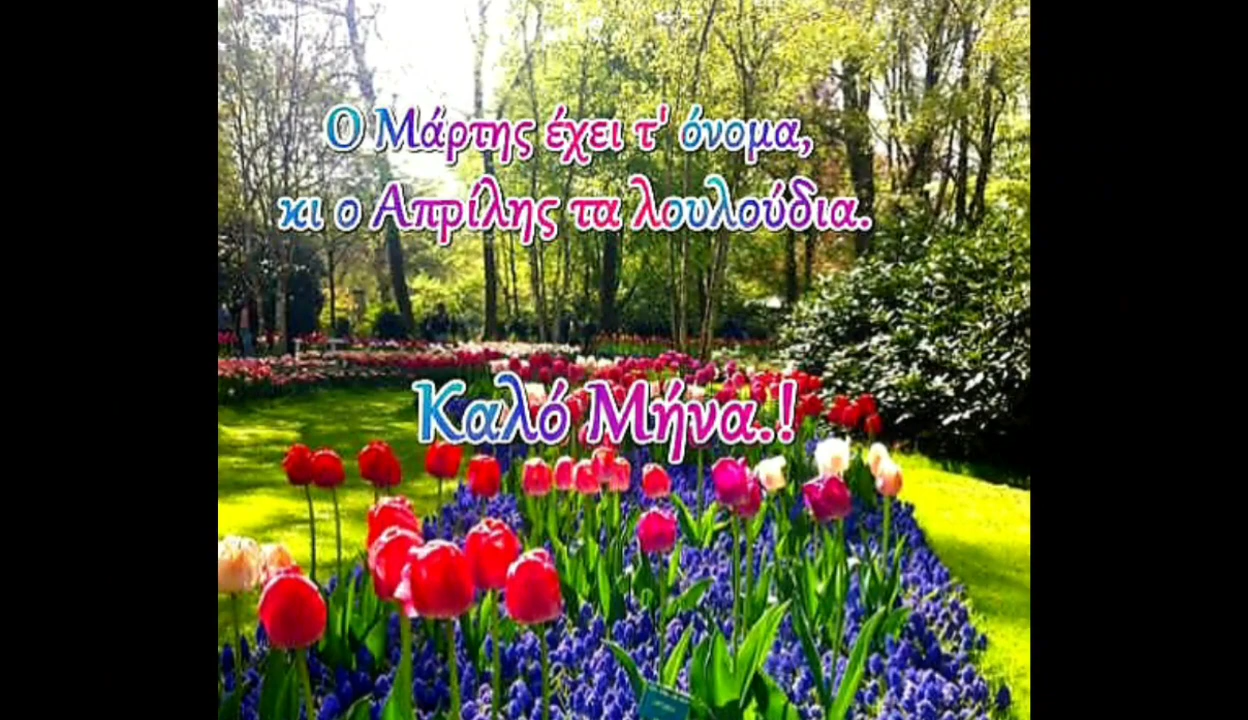 Ο Μάρτης έχει τ' όνομα,
κι ο Απρίλης τα λουλούδια.
Καλό Μήνα.!